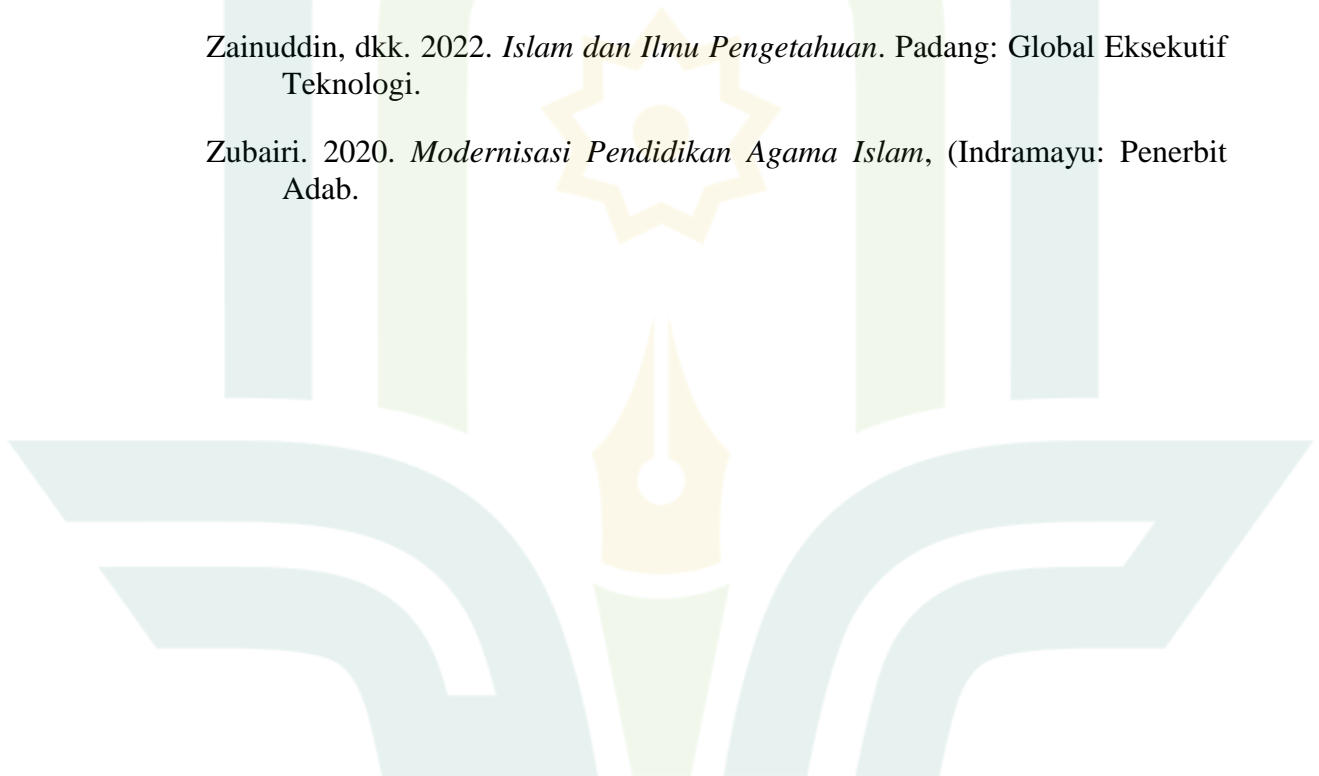 Zainuddin, dkk. 2022. Islam dan Ilmu Pengetahuan. Padang: Global Eksekutif
Teknologi.
Zubairi. 2020. Modernisasi Pendidikan Agama Islam, (Indramayu: Penerbit
Adab.